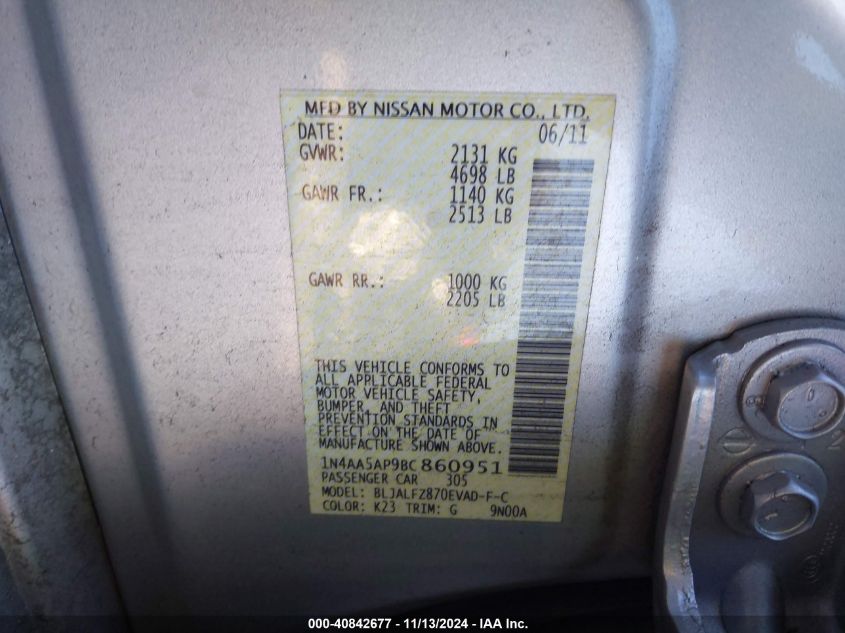 MFD BY NISSAN MOTOR CO., LTD.
DATE: 06/11
GVWR: 2131 KG
4698 LB
GAWR FR.: 1140 KG
2513 LB
GAWR RR.: 1000 KG
2205 LB
THIS VEHICLE CONFORMS TO
ALL APPLICABLE FEDERAL
MOTOR VEHICLE SAFETY,
BUMPER, AND THEFT
PREVENTION STANDARDS IN
EFFECT ON THE DATE OF
MANUFACTURE SHOWN ABOVE.
1N4AA5AP9BC860951
PASSENGER CAR 305
MODEL: BLJALFZ870EVAD-F-C
COLOR: K23 TRIM: G 9N00A
000-40842677 - 11/13/2024 - IAA Inc.